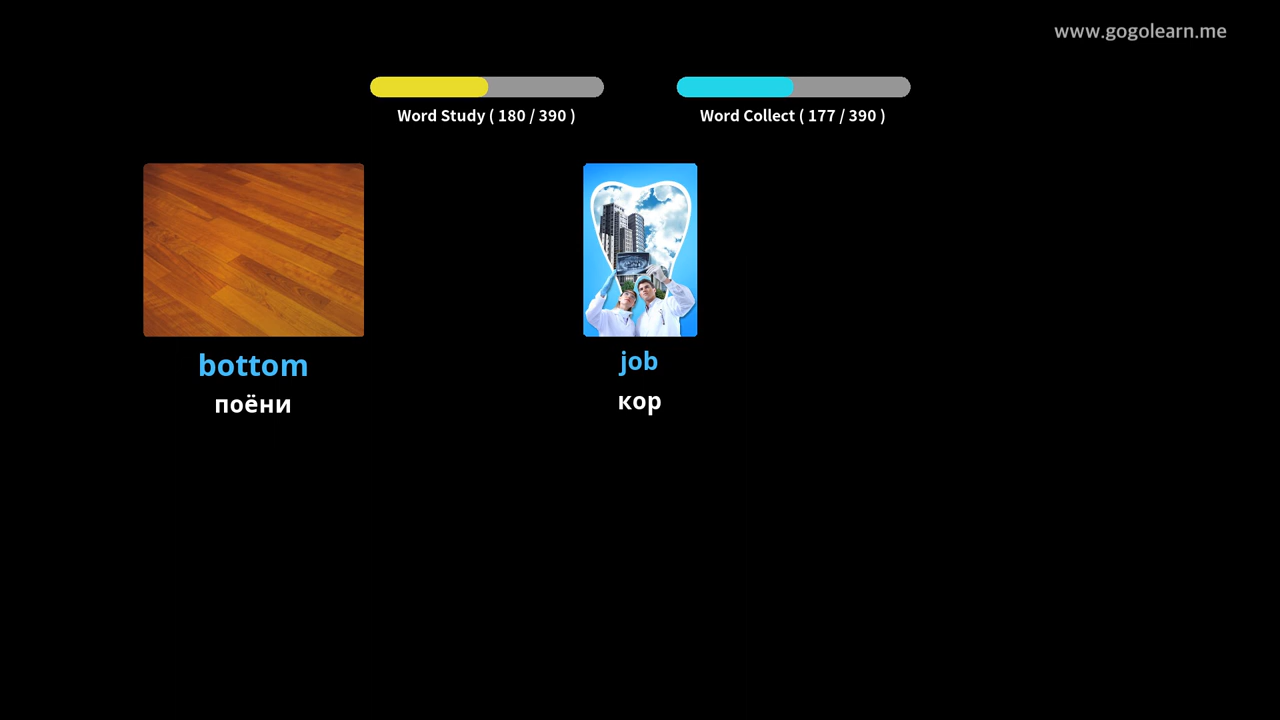 www.gogolearn.me
Word Study ( 180 / 390 )
Word Collect ( 177 / 390 )
bottom
поёни
job
кор